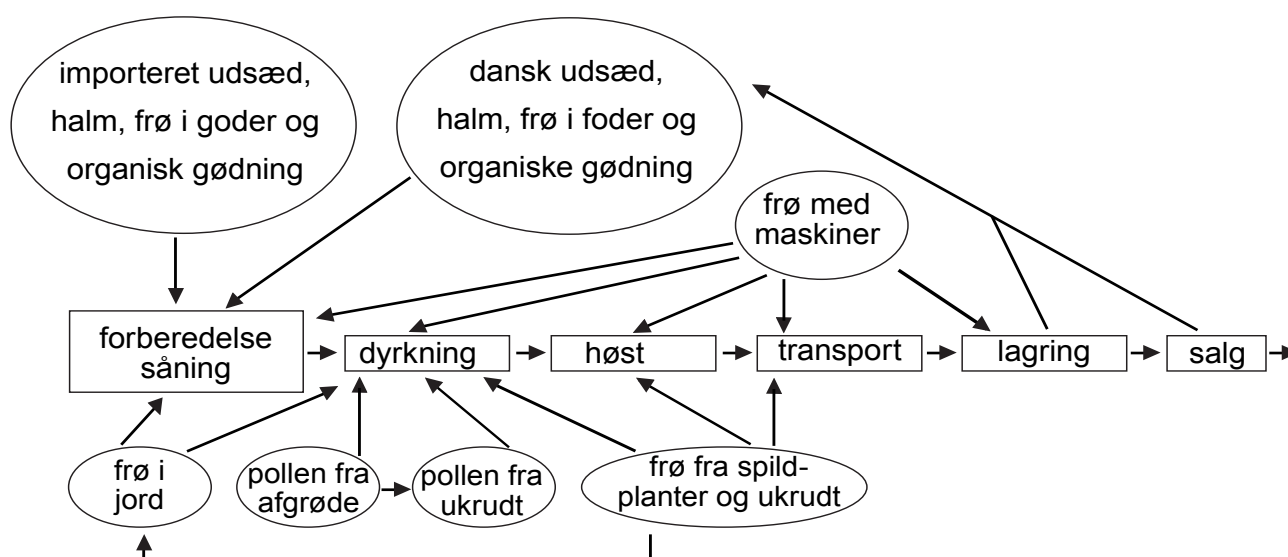 importeret udsæd,
halm, frø i goder og
organisk gødning
dansk udsæd,
halm, frø i foder og
organiske gødning
frø med
maskiner
forberedelse
såning
dyrkning
høst
transport
lagring
salg
frø i
jord
pollen fra
afgrøde
pollen fra
ukrudt
frø fra spild-
planter og ukrudt